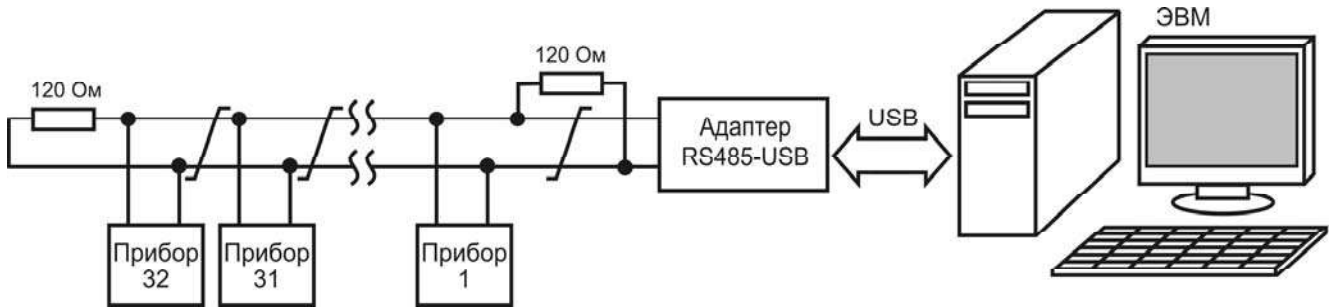 ЭВМ
120 Ом
120 Ом
Адаптер
RS485-USB
USB
Прибор
32
Прибор
31
Прибор
1